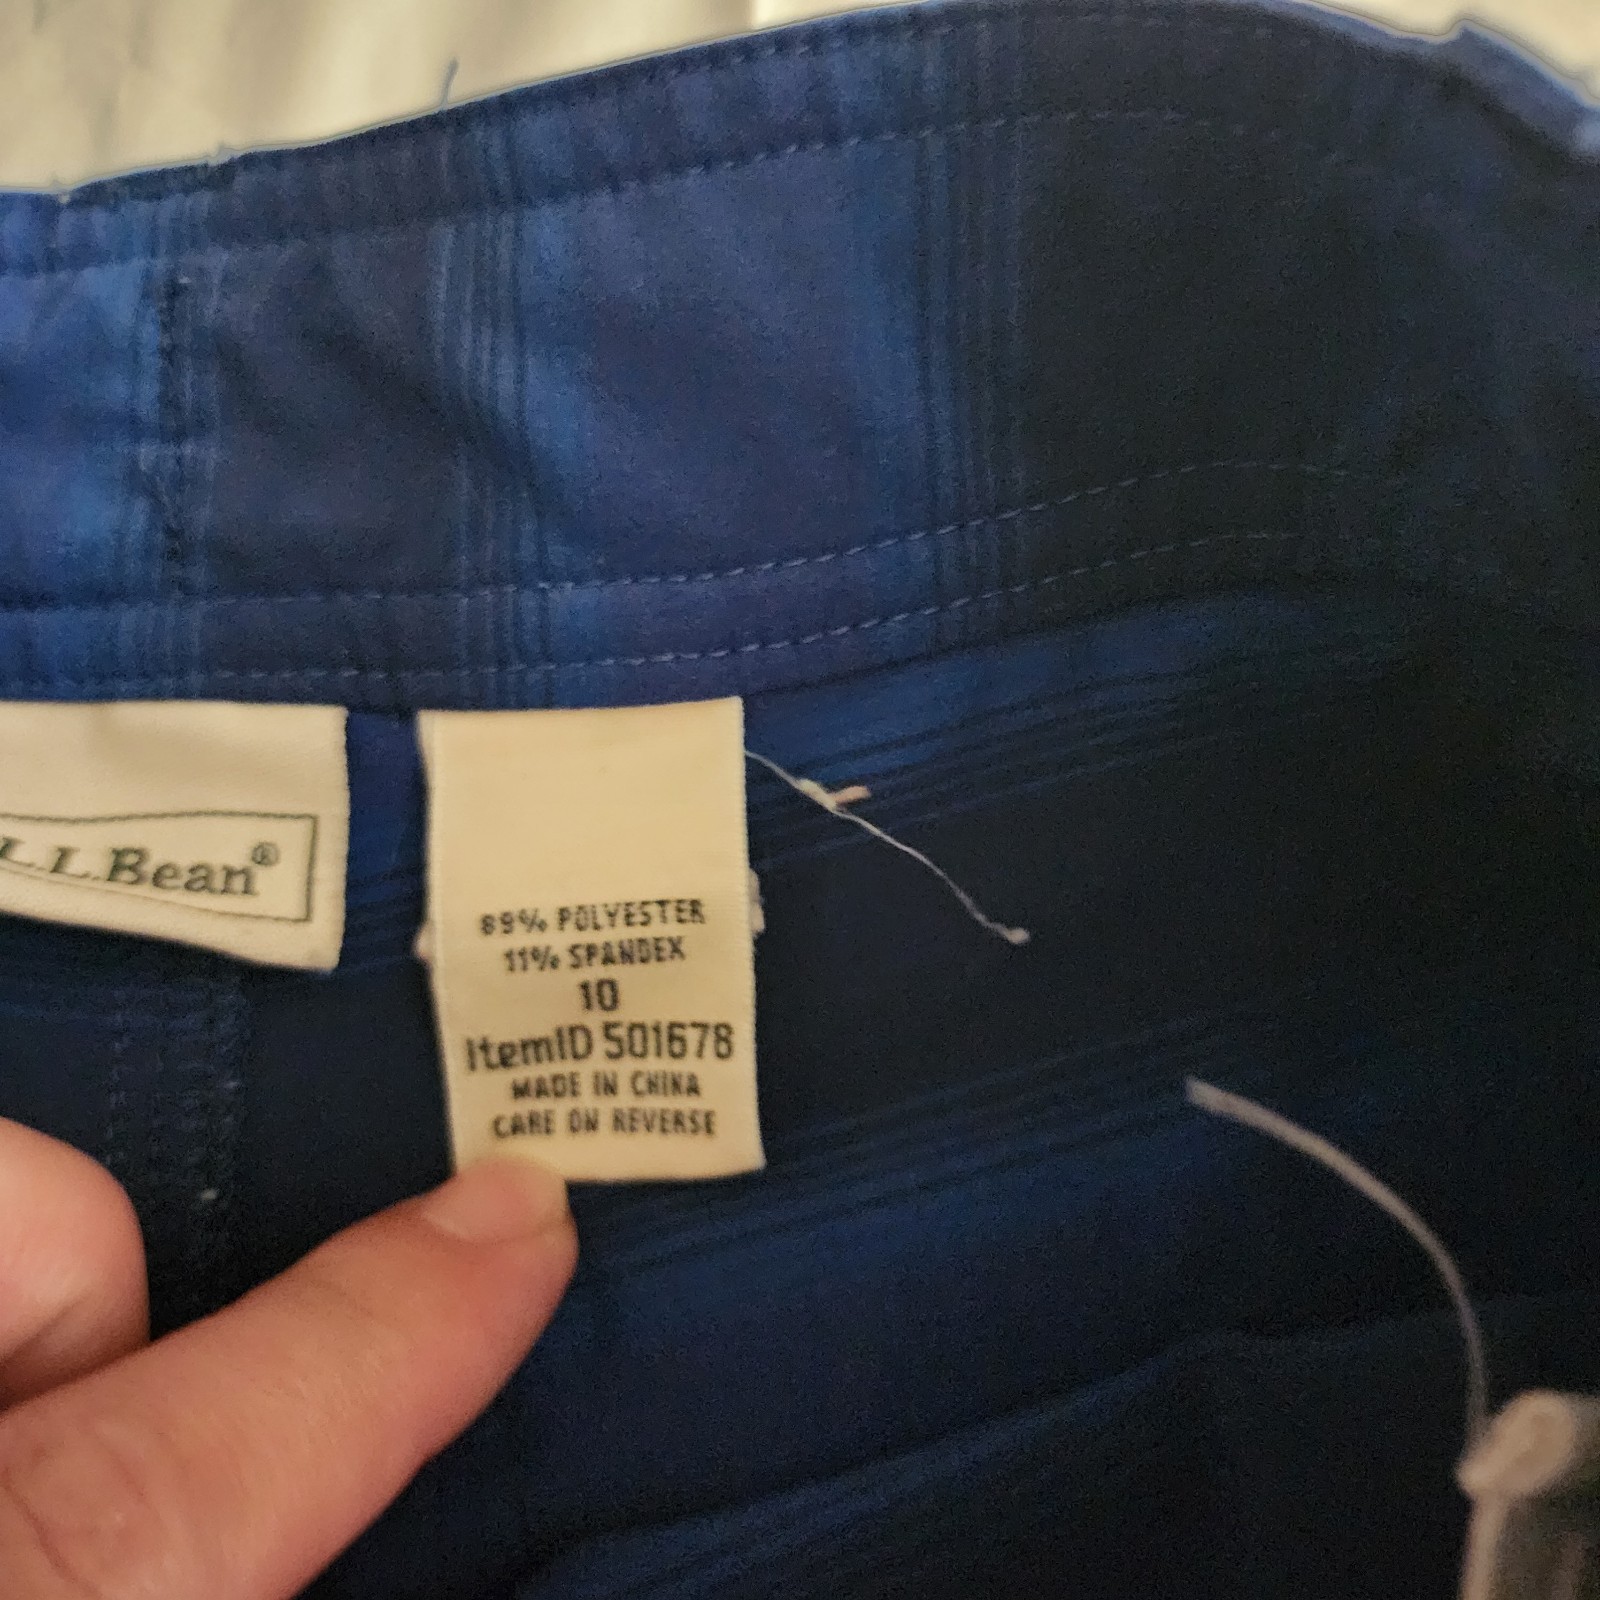 L.L.Bean®
89% POLYESTER
11% SPANDEX
10
ItemID 501678
MADE IN CHINA
CARE ON REVERSE